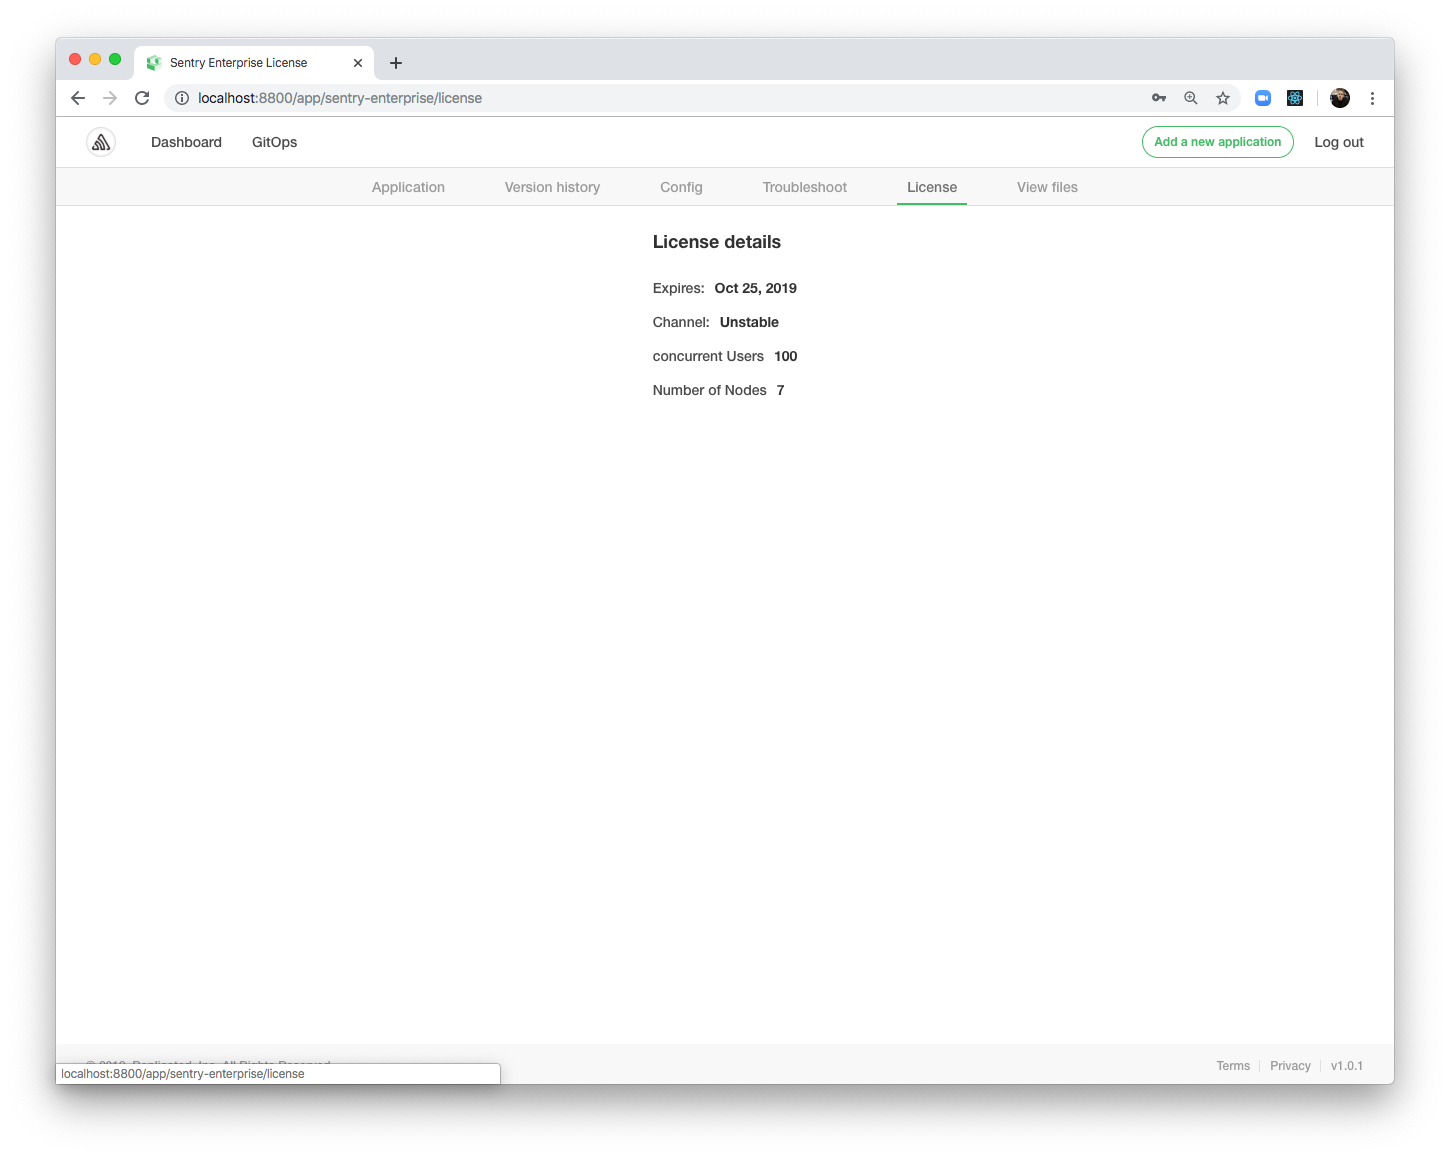 Sentry Enterprise License
localhost:8800/app/sentry-enterprise/license
Dashboard GitOps Add a new application Log out
Application Version history Config Troubleshoot License View files
License details
Expires: Oct 25, 2019
Channel: Unstable
concurrent Users 100
Number of Nodes 7
Terms Privacy v1.0.1
localhost:8800/app/sentry-enterprise/license